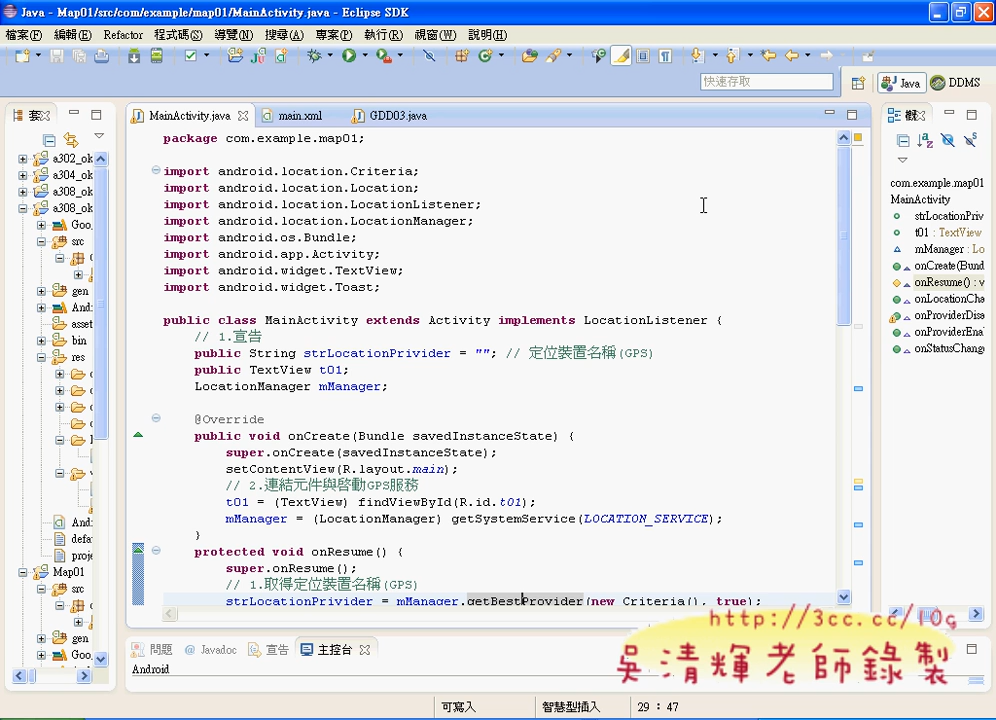 Java - Map01/src/com/example/map01/MainActivity.java - Eclipse SDK
檔案(F) 編輯(E) Refactor 程式碼(S) 導覽(N) 搜尋(A) 專案(P) 執行(R) 視窗(W) 說明(H)
快速存取
Java DDMS
套
MainActivity.java
main.xml
GDD03.java
a302_ok
a304_ok
a308_ok
a308_ok
Goo
src
gen
And
asset
bin
res
And
defa
proje
Map01
src
gen
Goo
package com.example.map01;
import android.location.Criteria;
import android.location.Location;
import android.location.LocationListener;
import android.location.LocationManager;
import android.os.Bundle;
import android.app.Activity;
import android.widget.TextView;
import android.widget.Toast;
public class MainActivity extends Activity implements LocationListener {
// 1.宣告
public String strLocationPrivider = ""; // 定位裝置名稱(GPS)
public TextView t01;
LocationManager mManager;
@Override
public void onCreate(Bundle savedInstanceState) {
super.onCreate(savedInstanceState);
setContentView(R.layout.main);
// 2.連結元件與啓動GPS服務
t01 = (TextView) findViewById(R.id.t01);
mManager = (LocationManager) getSystemService(LOCATION_SERVICE);
}
protected void onResume() {
super.onResume();
// 1.取得定位裝置名稱(GPS)
strLocationPrivider = mManager.getBestProvider(new Criteria(), true);
概
com.example.map01
MainActivity
strLocationPriv
t01 : TextView
mManager : Lo
onCreate(Bund
onResume() : v
onLocationCha
onProviderDisa
onProviderEna
onStatusChang
問題 @ Javadoc 宣告 主控台
Android
http://3cc.cc/10g
吳清輝老師錄製
可寫入 智慧型插入 29 : 47